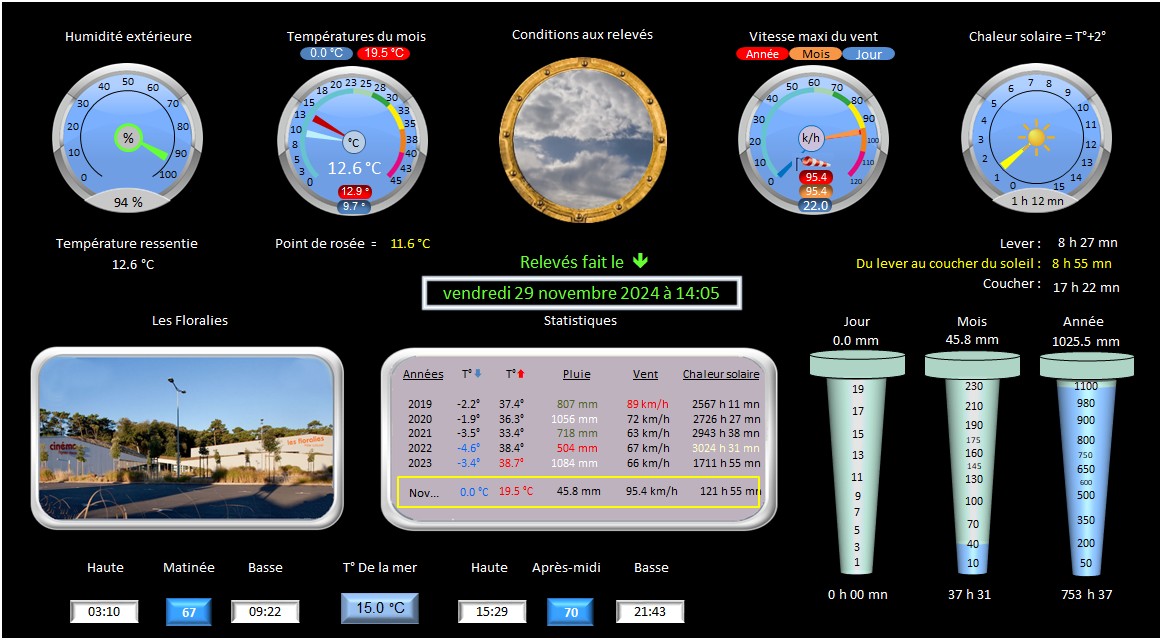 Humidité extérieure
0 10 20 30 40 50 60 70 80 90 100
%
94 %
Températures du mois
0.0 °C 19.5 °C
0 3 5 8 10 13 15 18 20 23 25 28 30 33 35 38 40 43 45
°C
12.6 °C
12.9 °
9.7 °
Conditions aux relevés
Vitesse maxi du vent
Année Mois Jour
0 10 20 30 40 50 60 70 80 90 100 110 120
k/h
95.4
95.4
22.0
Chaleur solaire = T°+2°
0 1 2 3 4 5 6 7 8 9 10 11 12 13 14 15
1 h 12 mn
Température ressentie
12.6 °C
Point de rosée = 11.6 °C
Relevés fait le
vendredi 29 novembre 2024 à 14:05
Lever : 8 h 27 mn
Du lever au coucher du soleil : 8 h 55 mn
Coucher : 17 h 22 mn
Les Floralies
cinéma
les floralies
Statistiques
Années T° T° Pluie Vent Chaleur solaire
2019 -2.2° 37.4° 807 mm 89 km/h 2567 h 11 mn
2020 -1.9° 36.3° 1056 mm 72 km/h 2726 h 27 mn
2021 -3.5° 33.4° 718 mm 63 km/h 2943 h 38 mn
2022 -4.6° 38.4° 504 mm 67 km/h 3024 h 31 mn
2023 -3.4° 38.7° 1084 mm 66 km/h 1711 h 55 mn
Nov... 0.0 °C 19.5 °C 45.8 mm 95.4 km/h 121 h 55 mn
Jour
0.0 mm
19
17
15
13
11
9
7
5
3
1
0 h 00 mn
Mois
45.8 mm
230
210
190
175
160
145
130
100
70
40
10
37 h 31
Année
1025.5 mm
1100
980
900
800
750
650
600
500
350
200
50
753 h 37
Haute Matinée Basse
03:10 67 09:22
T° De la mer
15.0 °C
Haute Après-midi Basse
15:29 70 21:43